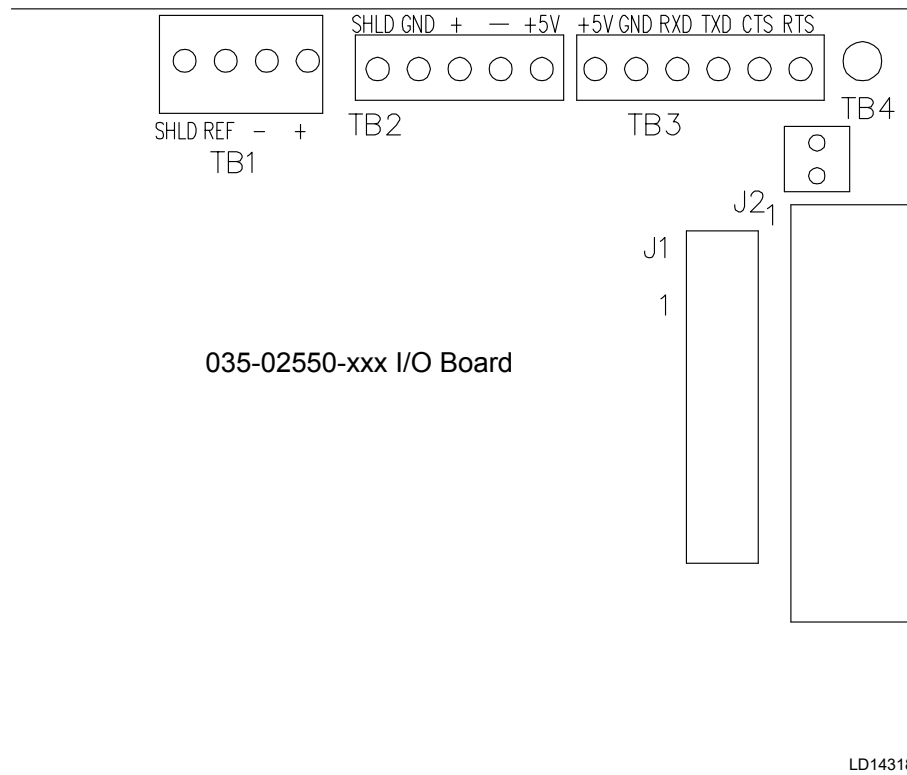 SHLD GND + — +5V +5V GND RXD TXD CTS RTS
SHLD REF — +
TB1
TB2
TB3
TB4
J2 1
J1
1
035-02550-xxx I/O Board
LD14318